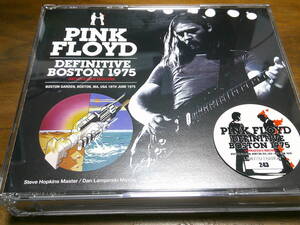 PINK
FLOYD
DEFINITIVE
BOSTON 1975
BOSTON GARDEN, BOSTON, MA, USA 18TH JUNE 1975
PINK FLOYD
DEFINITIVE
BOSTON 1975
243
Steve Hopkins Master / Dan Lampinski Master